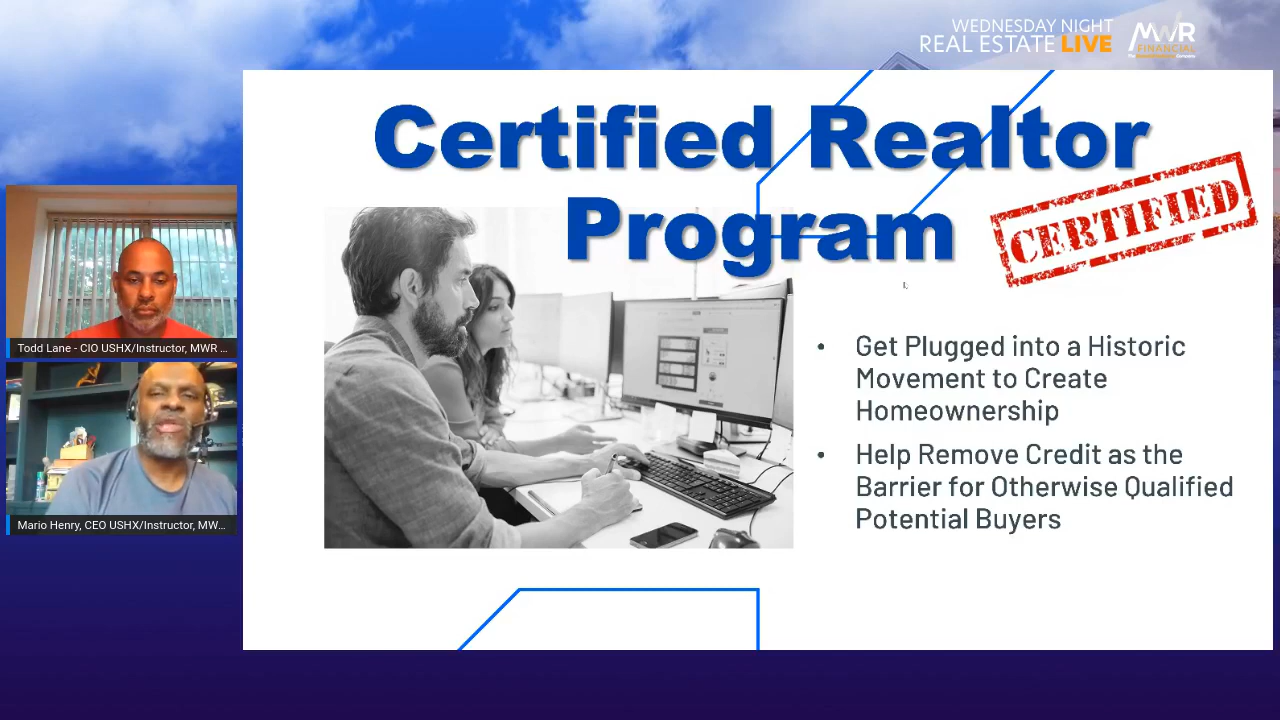 WEDNESDAY NIGHT
REAL ESTATE LIVE
MWR
FINANCIAL
Certified Realtor
Program
CERTIFIED
• Get Plugged into a Historic
Movement to Create
Homeownership
• Help Remove Credit as the
Barrier for Otherwise Qualified
Potential Buyers
Todd Lane - CIO USHX/Instructor, MWR ...
Mario Henry, CEO USHX/Instructor, MW...